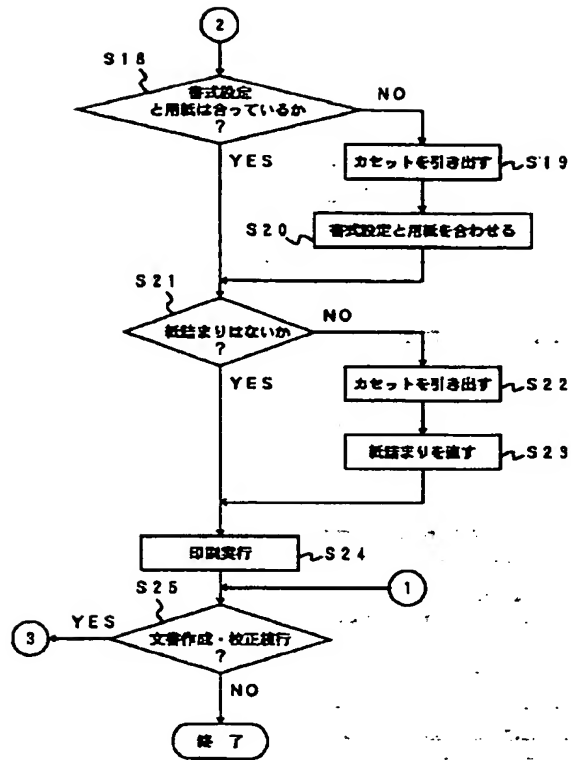 2
S18
書式設定
と用紙は合っているか
?
NO
YES
カセットを引き出す
S19
S20
書式設定と用紙を合わせる
S21
紙詰まりはないか
?
NO
YES
カセットを引き出す
S22
紙詰まりを直す
S23
印刷実行
S24
1
S25
3
YES
文書作成・校正続行
?
NO
終 了